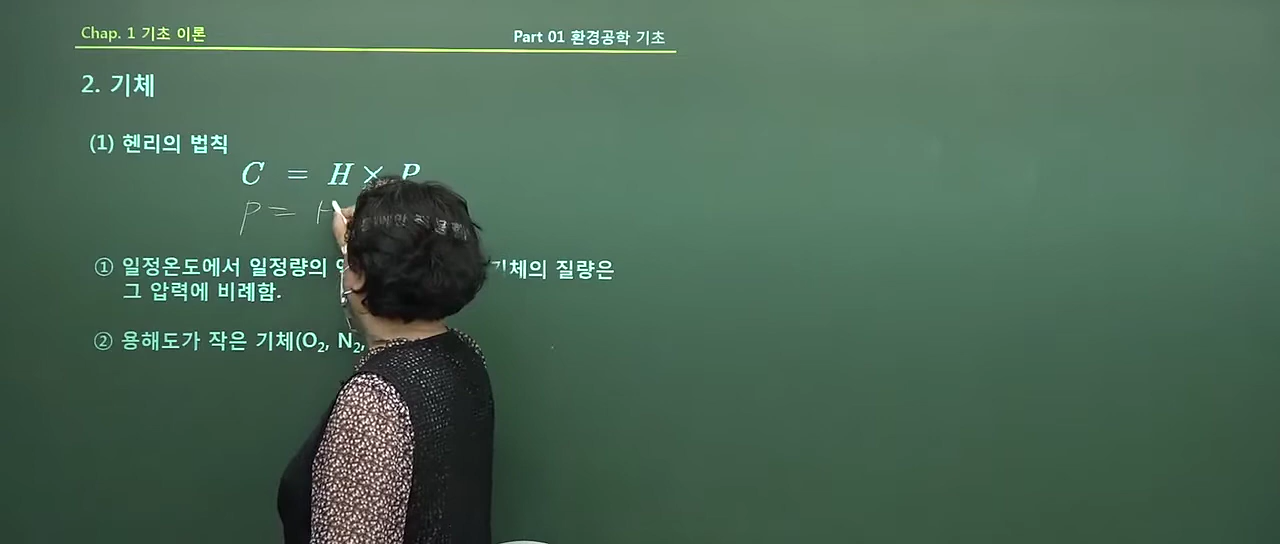 Chap. 1 기초 이론
Part 01 환경공학 기초
2. 기체
(1) 헨리의 법칙
C = H × P
P = H
① 일정온도에서 일정량의 기체의 질량은
그 압력에 비례함.
② 용해도가 작은 기체(O₂, N₂,